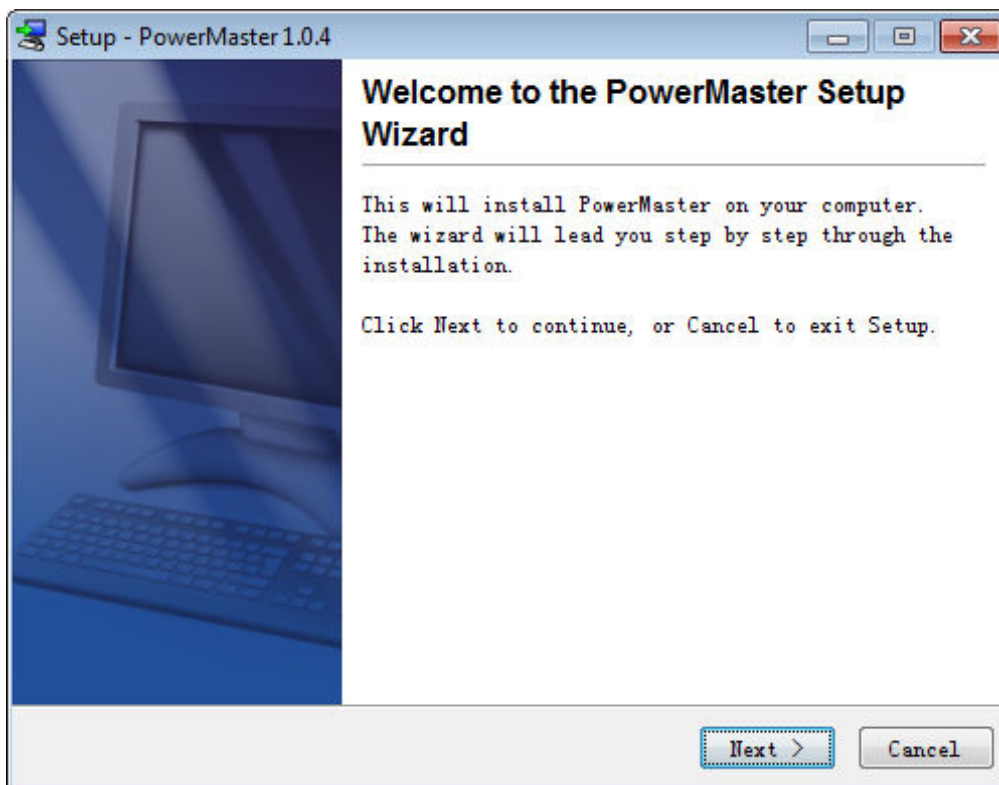 Setup - PowerMaster 1.0.4
Welcome to the PowerMaster Setup
Wizard
This will install PowerMaster on your computer.
The wizard will lead you step by step through the
installation.
Click Next to continue, or Cancel to exit Setup.
Next >
Cancel